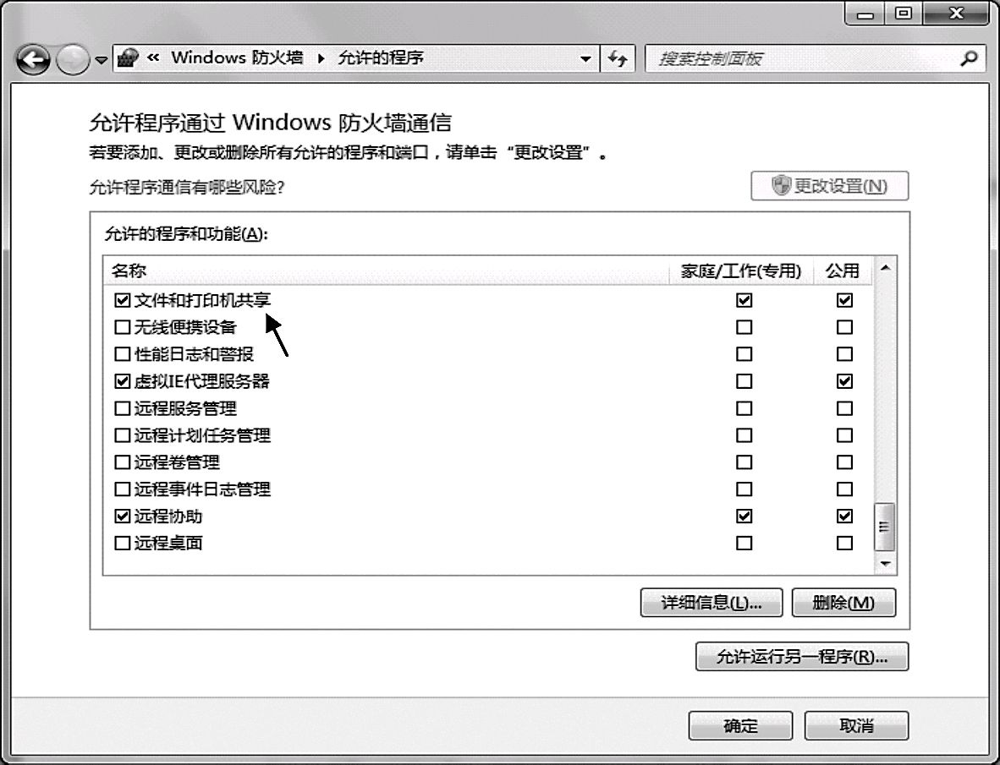 « Windows 防火墙 ▸ 允许的程序
搜索控制面板
允许程序通过 Windows 防火墙通信
若要添加、更改或删除所有允许的程序和端口，请单击“更改设置”。
允许程序通信有哪些风险?
更改设置(N)
允许的程序和功能(A):
名称 家庭/工作(专用) 公用
文件和打印机共享
无线便携设备
性能日志和警报
虚拟IE代理服务器
远程服务管理
远程计划任务管理
远程卷管理
远程事件日志管理
远程协助
远程桌面
详细信息(L)... 删除(M)
允许运行另一程序(R)...
确定 取消